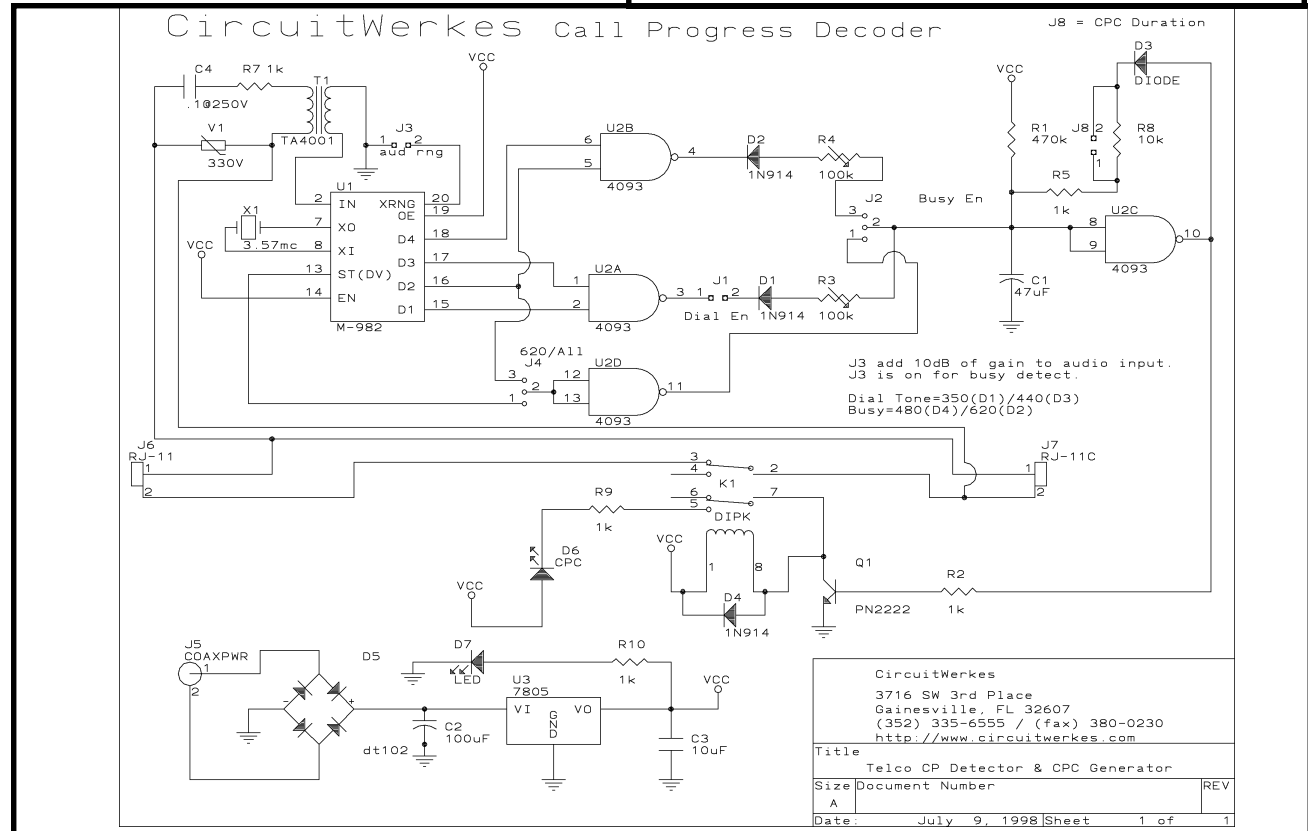 CircuitWerkes Call Progress Decoder
J8 = CPC Duration
C4
R7 1k
T1
.1@250V
V1
330V
TA4001
VCC
J3
1 2
aud rng
U1
2 IN XRNG 20
OE 19
X1
7 XO
3.57mc
8 XI
D4 18
VCC
13 ST(DV)
D3 17
14 EN
D2 16
D1 15
M-982
U2B
6
5
4
4093
D2
1N914
R4
100k
J2
3
2
1
Busy En
U2A
1
2
3
4093
J1
1 2
Dial En
D1
1N914
R3
100k
620/All
J4
3
2
1
U2D
12
13
11
4093
VCC
R1
470k
D3
DIODE
J8 2
1
R8
10k
R5
1k
U2C
8
9
10
4093
C1
47uF
J3 add 10dB of gain to audio input.
J3 is on for busy detect.
Dial Tone=350(D1)/440(D3)
Busy=480(D4)/620(D2)
J6
RJ-11
1
2
J7
RJ-11C
1
2
3
4
2
K1
6
5
7
DIPK
R9
1k
D6
CPC
VCC
VCC
1
8
D4
1N914
Q1
PN2222
R2
1k
J5
COAXPWR
1
2
D5
-
+
dt102
C2
100uF
D7
LED
R10
1k
U3
7805
VI VO
GND
VCC
C3
10uF
CircuitWerkes
3716 SW 3rd Place
Gainesville, FL 32607
(352) 335-6555 / (fax) 380-0230
http://www.circuitwerkes.com
Title
Telco CP Detector & CPC Generator
Size Document Number REV
A
Date: July 9, 1998 Sheet 1 of 1